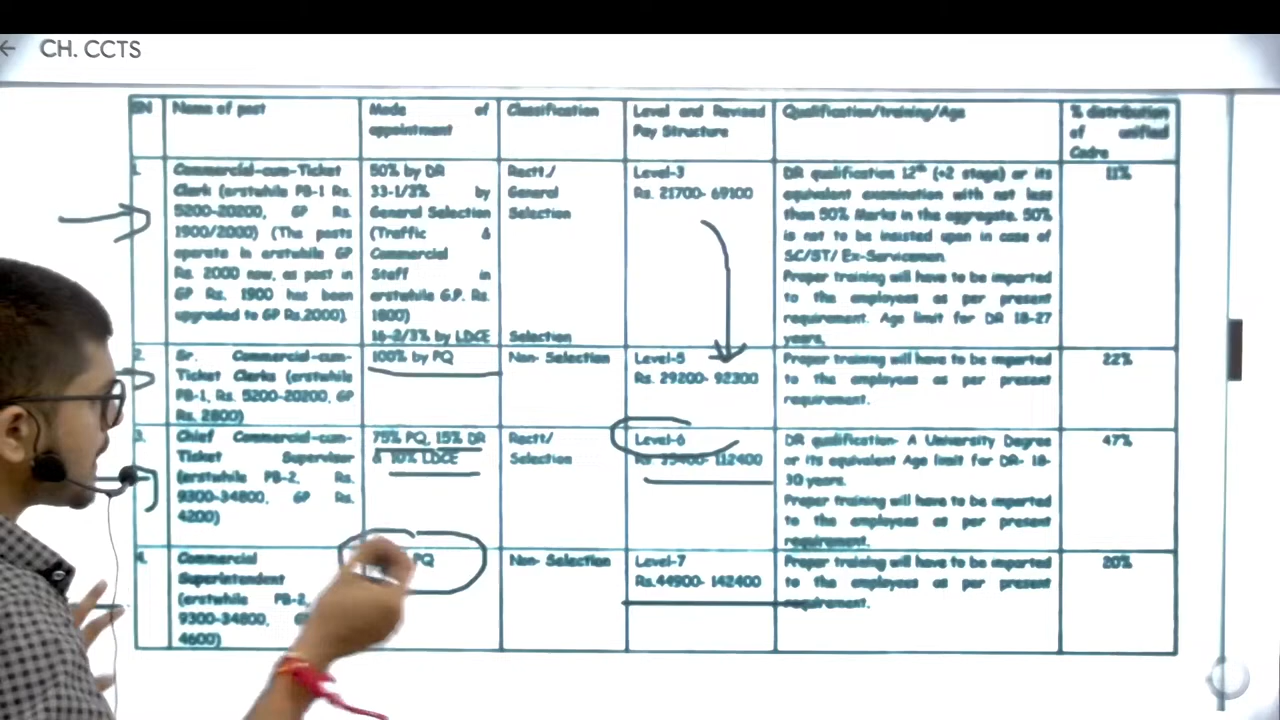 CH. CCTS
SN
Name of post
Mode of
appointment
Classification
Level and Revised
Pay Structure
Qualification/training/Age
% distribution
of unified
Cadre
1.
Commercial-cum-Ticket
Clerk (erstwhile PB-1 Rs.
5200-20200, GP Rs.
1900/2000) (The posts
operate in erstwhile GP
Rs. 2000 now, as post in
GP Rs. 1900 has been
upgraded to GP Rs.2000).
50% by DR
33-1/3% by
General Selection
(Traffic &
Commercial
Staff in
erstwhile G.P. Rs.
1800)
16-2/3% by LDCE
Rectt./
General
Selection
Selection
Level-3
Rs. 21700- 69100
DR qualification 12th (+2 stage) or its
equivalent examination with not less
than 50% Marks in the aggregate. 50%
is not to be insisted upon in case of
SC/ST/ Ex-Servicemen.
Proper training will have to be imparted
to the employees as per present
requirement. Age limit for DR 18-27
years.
11%
2.
Sr. Commercial-cum-
Ticket Clerks (erstwhile
PB-1, Rs. 5200-20200, GP
Rs. 2800)
100% by PQ
Non- Selection
Level-5
Rs. 29200- 92300
Proper training will have to be imparted
to the employees as per present
requirement.
22%
3.
Chief Commercial-cum-
Ticket Supervisor
(erstwhile PB-2, Rs.
9300-34800, GP Rs.
4200)
75% PQ, 15% DR
& 10% LDCE
Rectt/
Selection
Level-6
Rs 35400- 112400
DR qualification- A University Degree
or its equivalent Age limit for DR- 18-
30 years.
Proper training will have to be imparted
to the employees as per present
requirement.
47%
4.
Commercial
Superintendent
(erstwhile PB-2,
9300-34800,
4600)
PQ
Non- Selection
Level-7
Rs.44900- 142400
Proper training will have to be imparted
to the employees as per present
requirement.
20%